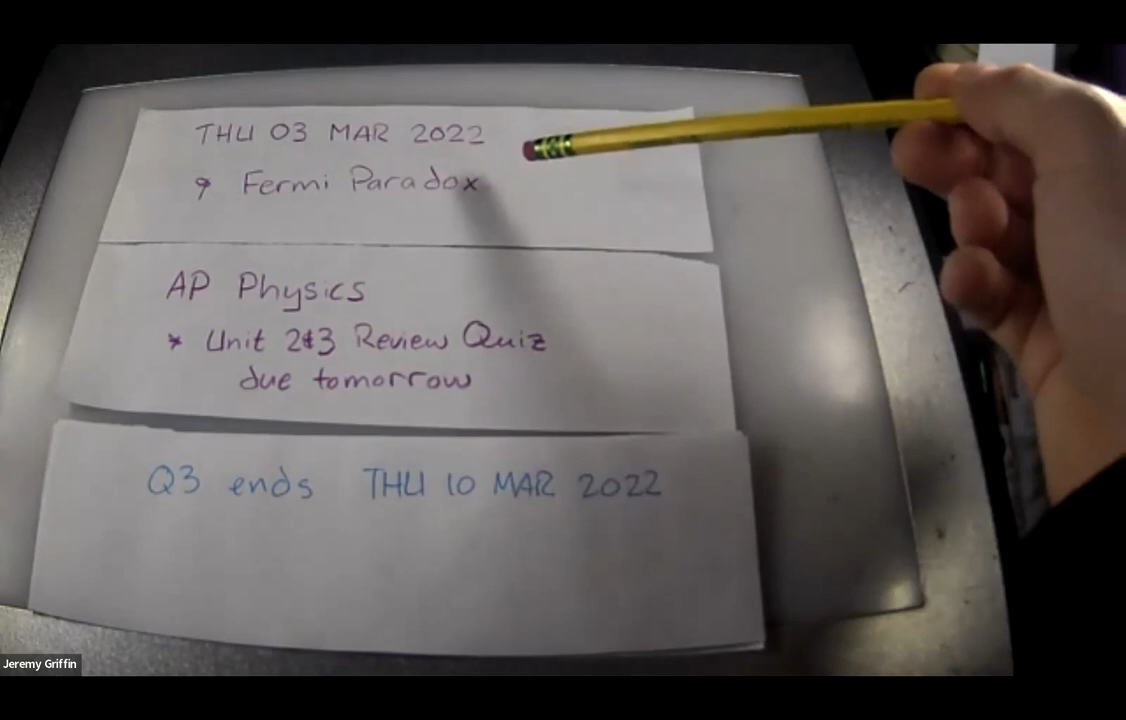 THU 03 MAR 2022
9 Fermi Paradox
AP Physics
* Unit 2&3 Review Quiz
due tomorrow
Q3 ends THU 10 MAR 2022
Jeremy Griffin